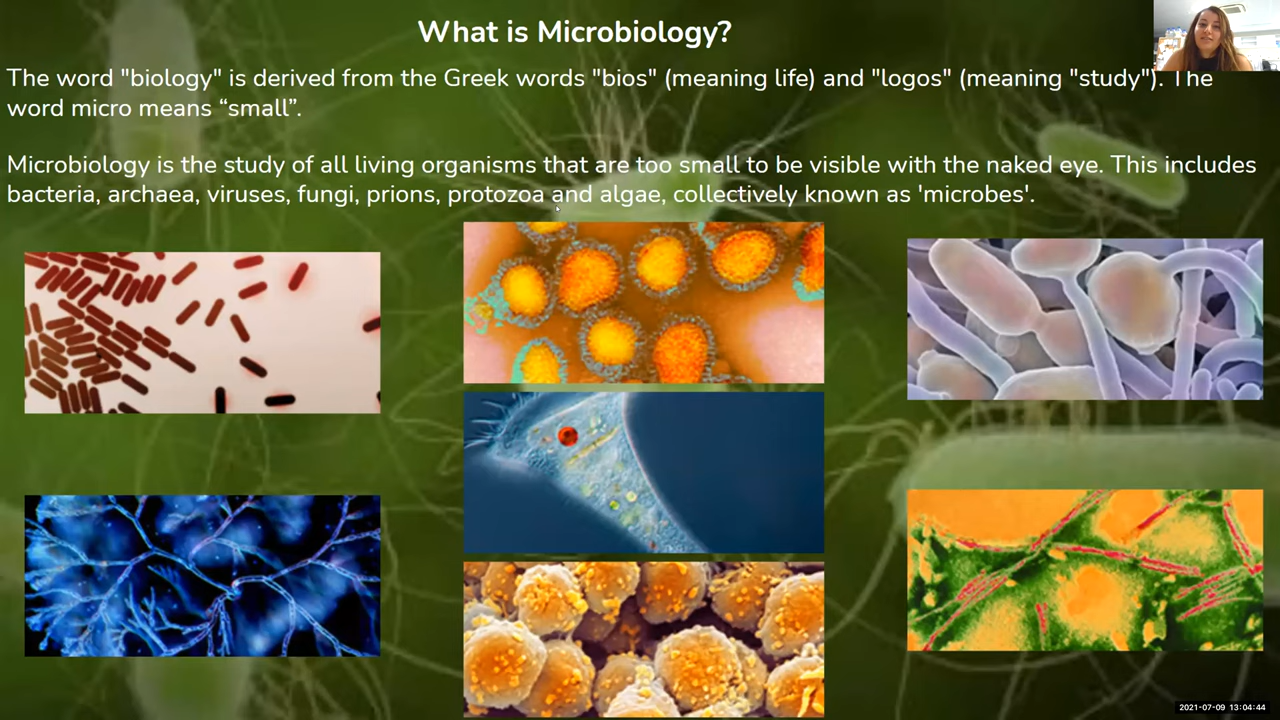 What is Microbiology?
The word "biology" is derived from the Greek words "bios" (meaning life) and "logos" (meaning "study"). The
word micro means “small”.
Microbiology is the study of all living organisms that are too small to be visible with the naked eye. This includes
bacteria, archaea, viruses, fungi, prions, protozoa and algae, collectively known as 'microbes'.
2021-07-09 13:04:44